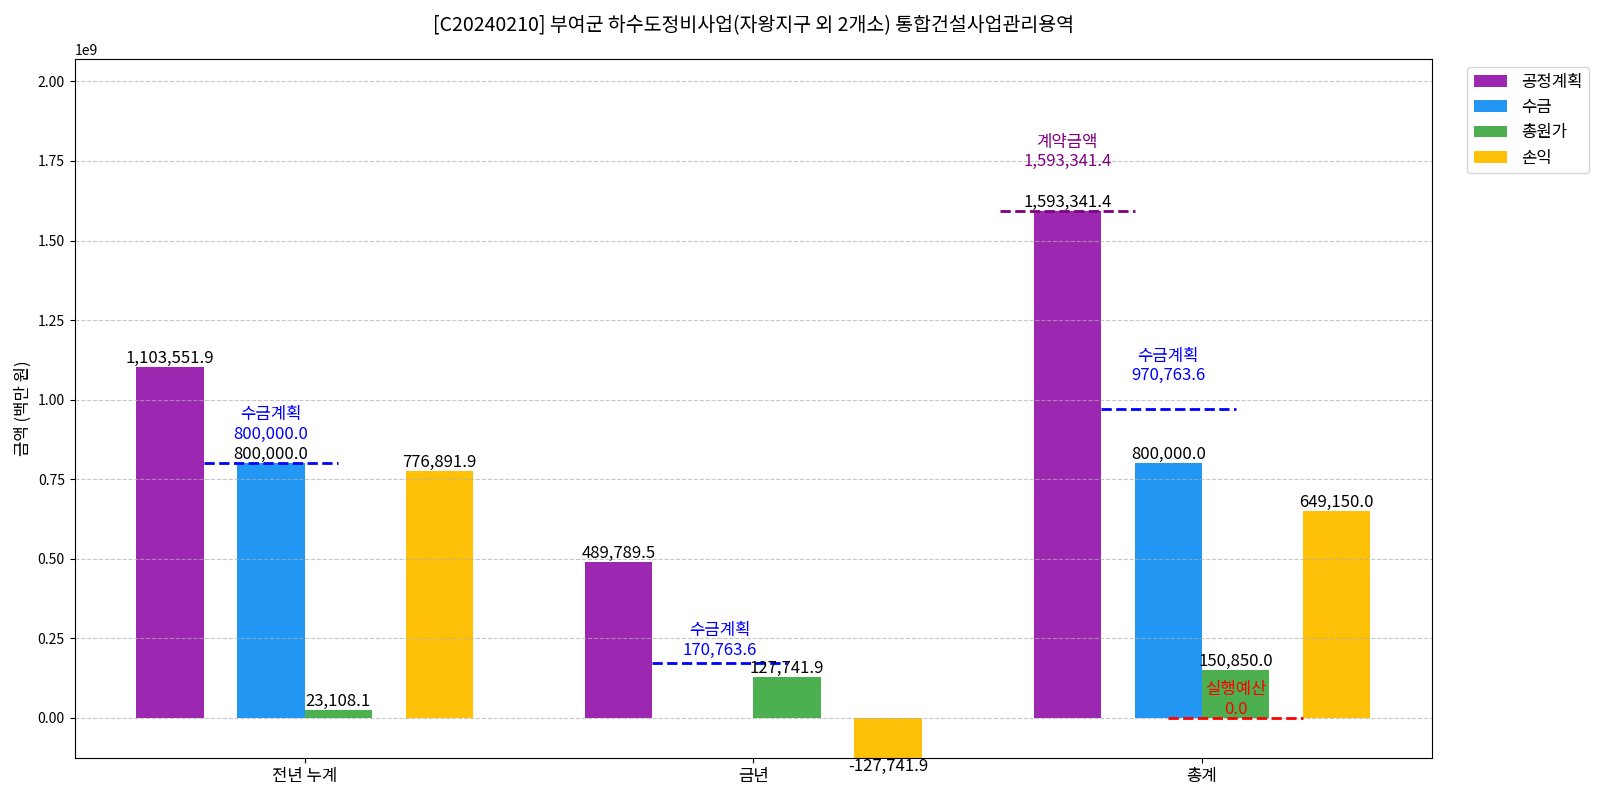 [C20240210] 부여군 하수도정비사업(자왕지구 외 2개소) 통합건설사업관리용역
1e9
2.00
1.75
1.50
1.25
1.00
0.75
0.50
0.25
0.00
금액 (백만 원)
1,103,551.9
수금계획
800,000.0
800,000.0
23,108.1
776,891.9
489,789.5
수금계획
170,763.6
127,741.9
-127,741.9
계약금액
1,593,341.4
1,593,341.4
수금계획
970,763.6
800,000.0
150,850.0
실행예산
0.0
649,150.0
전년 누계
금년
총계
공정계획
수금
총원가
손익